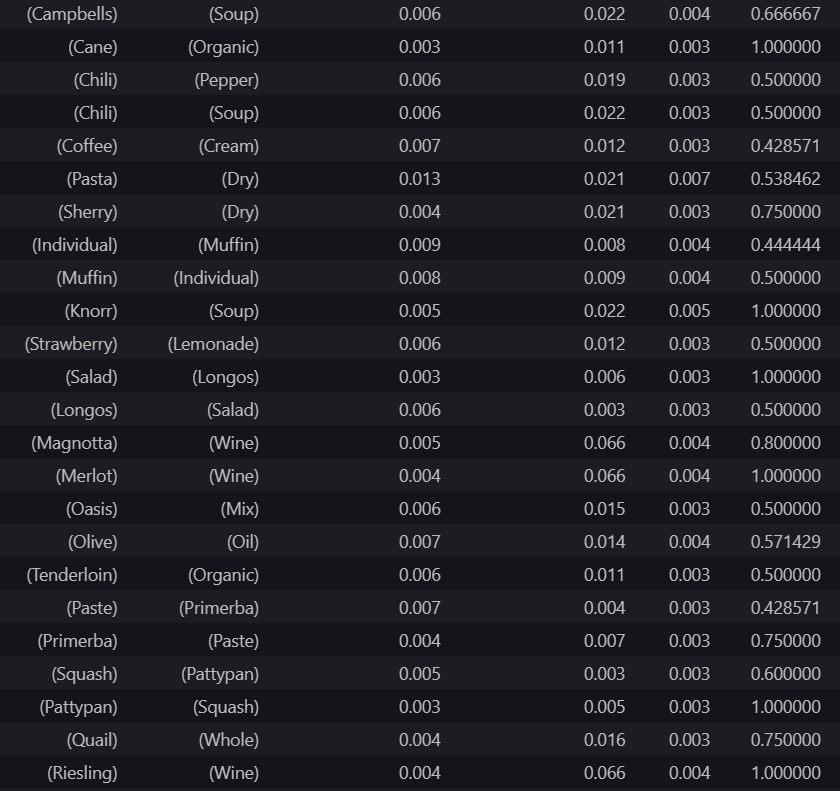 (Campbells) (Soup) 0.006 0.022 0.004 0.666667
(Cane) (Organic) 0.003 0.011 0.003 1.000000
(Chili) (Pepper) 0.006 0.019 0.003 0.500000
(Chili) (Soup) 0.006 0.022 0.003 0.500000
(Coffee) (Cream) 0.007 0.012 0.003 0.428571
(Pasta) (Dry) 0.013 0.021 0.007 0.538462
(Sherry) (Dry) 0.004 0.021 0.003 0.750000
(Individual) (Muffin) 0.009 0.008 0.004 0.444444
(Muffin) (Individual) 0.008 0.009 0.004 0.500000
(Knorr) (Soup) 0.005 0.022 0.005 1.000000
(Strawberry) (Lemonade) 0.006 0.012 0.003 0.500000
(Salad) (Longos) 0.003 0.006 0.003 1.000000
(Longos) (Salad) 0.006 0.003 0.003 0.500000
(Magnotta) (Wine) 0.005 0.066 0.004 0.800000
(Merlot) (Wine) 0.004 0.066 0.004 1.000000
(Oasis) (Mix) 0.006 0.015 0.003 0.500000
(Olive) (Oil) 0.007 0.014 0.004 0.571429
(Tenderloin) (Organic) 0.006 0.011 0.003 0.500000
(Paste) (Primerba) 0.007 0.004 0.003 0.428571
(Primerba) (Paste) 0.004 0.007 0.003 0.750000
(Squash) (Pattypan) 0.005 0.003 0.003 0.600000
(Pattypan) (Squash) 0.003 0.005 0.003 1.000000
(Quail) (Whole) 0.004 0.016 0.003 0.750000
(Riesling) (Wine) 0.004 0.066 0.004 1.000000